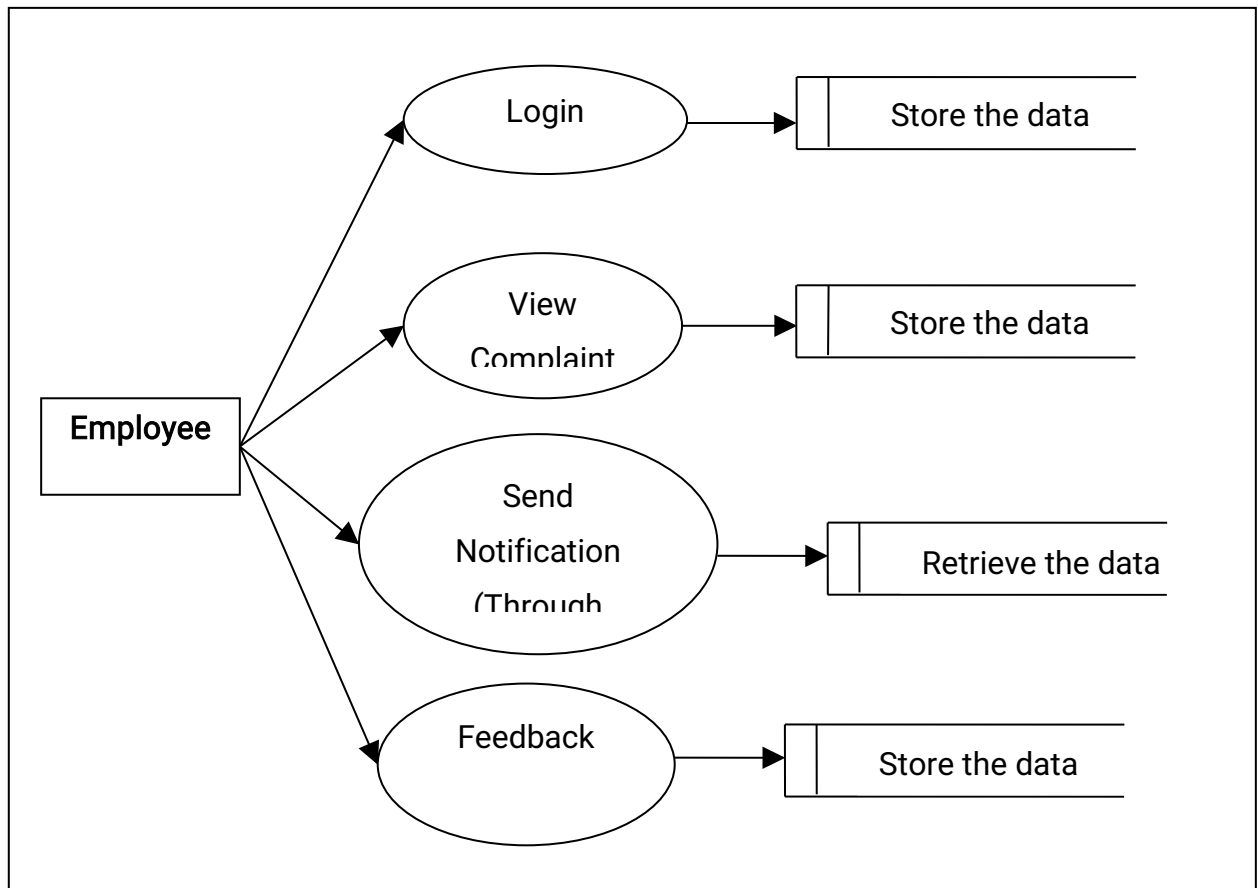 Login
Store the data
View
Complaint
Store the data
Employee
Send
Notification
(Through
Retrieve the data
Feedback
Store the data